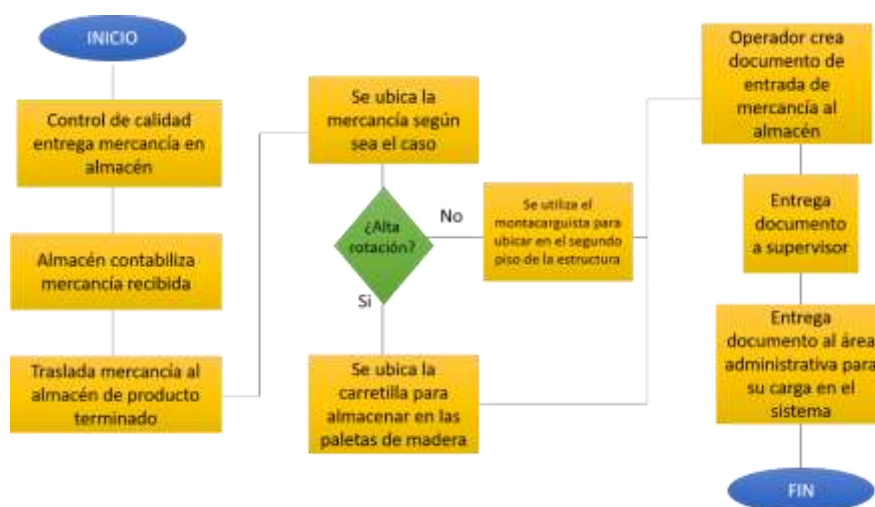 INICIO
Control de calidad
entrega mercancía en
almacén
Almacén contabiliza
mercancía recibida
Traslada mercancía al
almacén de producto
terminado
Se ubica la
mercancía según
sea el caso
¿Alta
rotación?
No
Si
Se utiliza el
montacarguista para
ubicar en el segundo
piso de la estructura
Se ubica la
carretilla para
almacenar en las
paletas de madera
Operador crea
documento de
entrada de
mercancía al
almacén
Entrega
documento
a supervisor
Entrega
documento al área
administrativa para
su carga en el
sistema
FIN